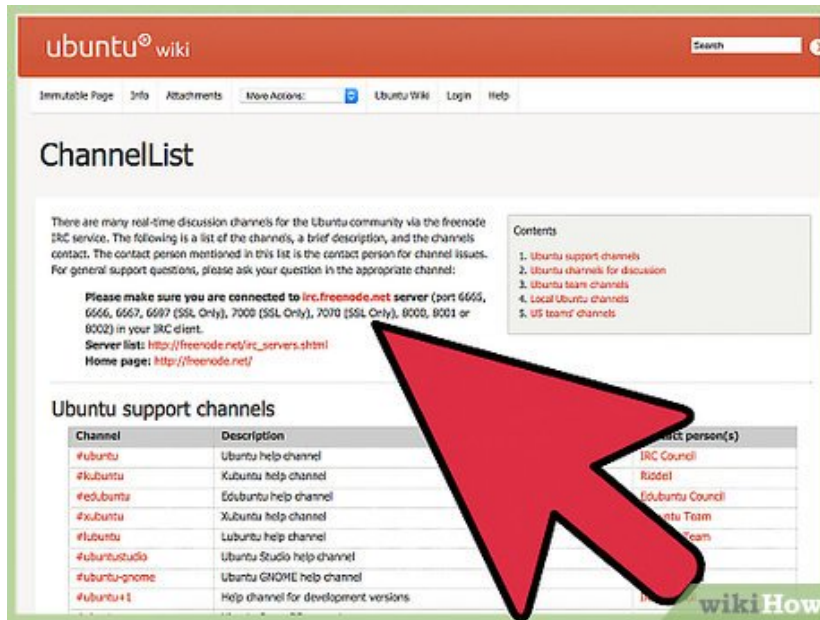 ubuntu® wiki
Search
Immutable Page Info Attachments More Actions: Ubuntu Wiki Login Help
ChannelList
There are many real-time discussion channels for the Ubuntu community via the freenode
IRC service. The following is a list of the channels, a brief description, and the channels
contact. The contact person mentioned in this list is the contact person for channel issues.
For general support questions, please ask your question in the appropriate channel:
Please make sure you are connected to irc.freenode.net server (port 6665,
6666, 6667, 6697 (SSL Only), 7000 (SSL Only), 7070 (SSL Only), 8000, 8001 or
8002) in your IRC client.
Server list: http://freenode.net/irc_servers.shtml
Home page: http://freenode.net/
Contents
1. Ubuntu support channels
2. Ubuntu channels for discussion
3. Ubuntu team channels
4. Local Ubuntu channels
5. US teams' channels
Ubuntu support channels
Channel Description person(s)
#ubuntu Ubuntu help channel IRC Council
#kubuntu Kubuntu help channel Riddell
#edubuntu Edubuntu help channel Edubuntu Council
#xubuntu Xubuntu help channel Team
#lubuntu Lubuntu help channel Team
#ubuntustudio Ubuntu Studio help channel
#ubuntu-gnome Ubuntu GNOME help channel
#ubuntu+1 Help channel for development versions
wikiHow